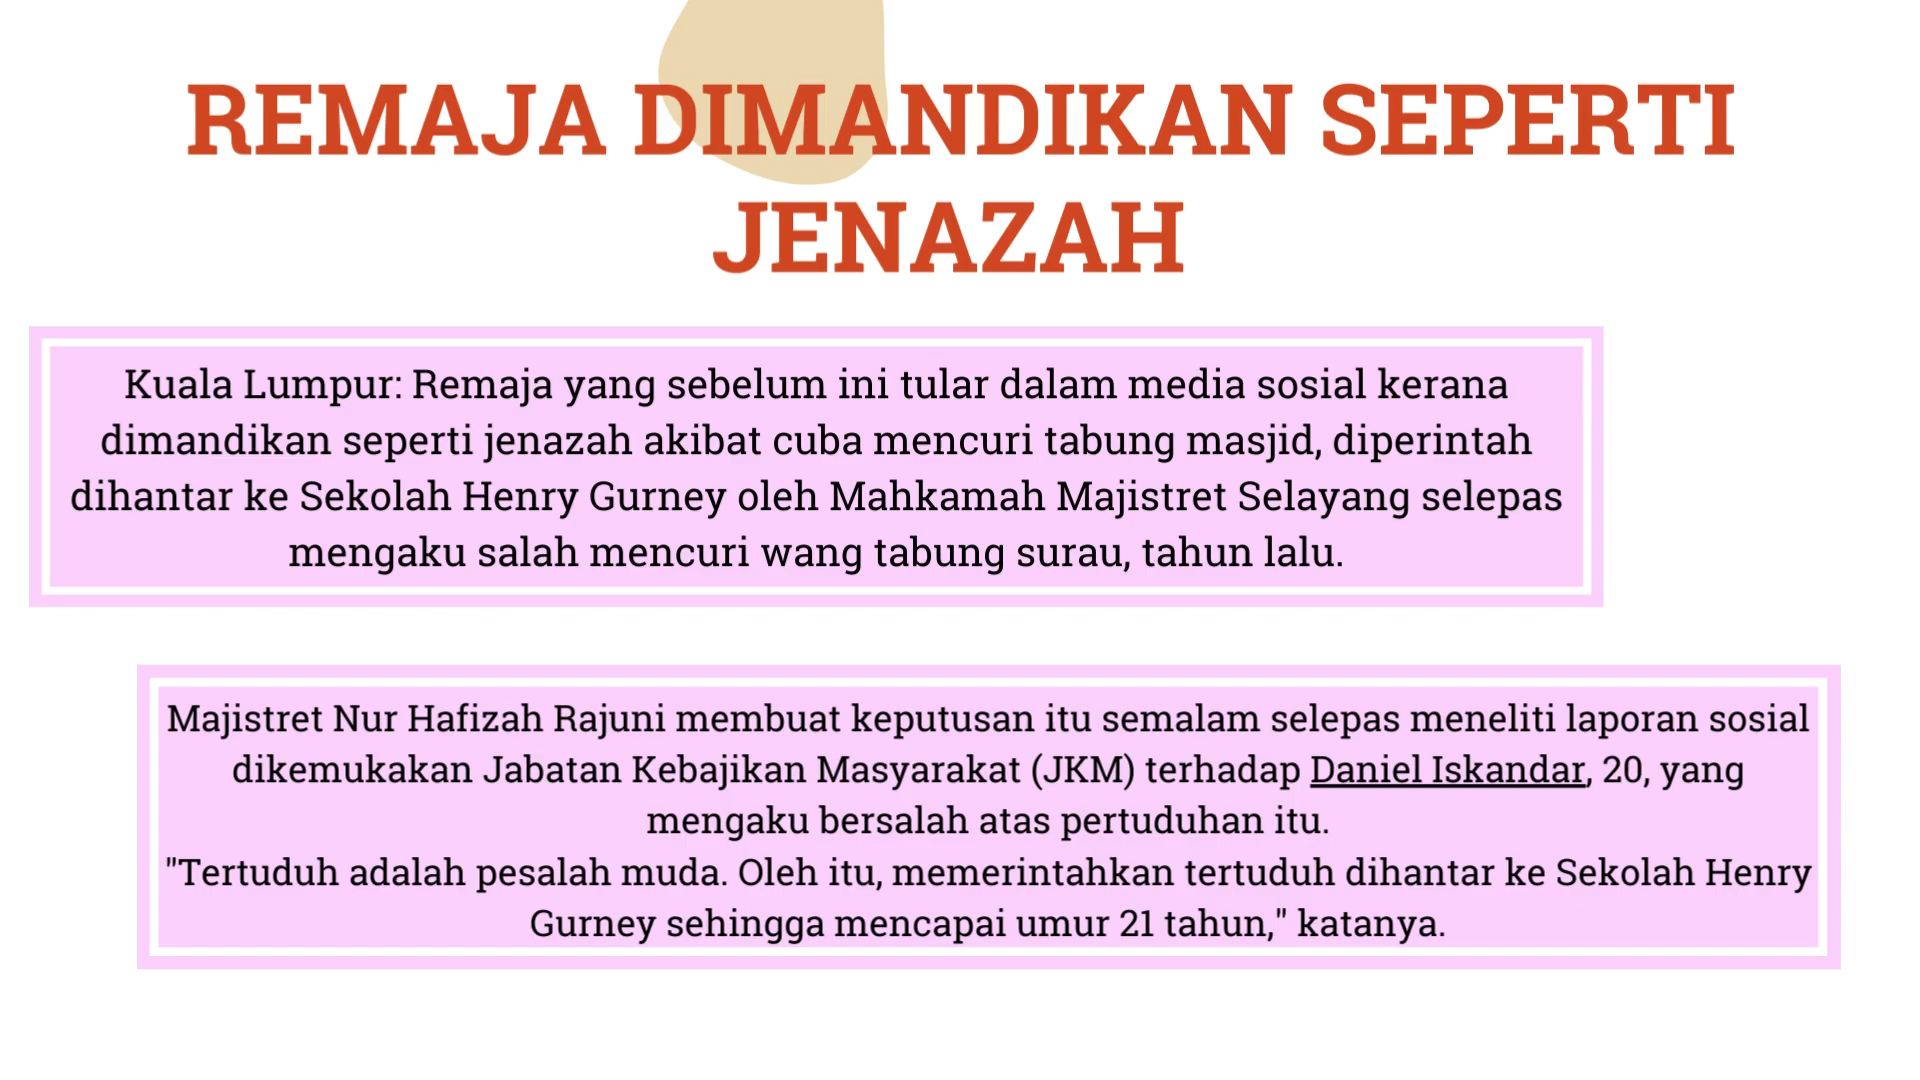 REMAJA DIMANDIKAN SEPERTI
JENAZAH
Kuala Lumpur: Remaja yang sebelum ini tular dalam media sosial kerana
dimandikan seperti jenazah akibat cuba mencuri tabung masjid, diperintah
dihantar ke Sekolah Henry Gurney oleh Mahkamah Majistret Selayang selepas
mengaku salah mencuri wang tabung surau, tahun lalu.
Majistret Nur Hafizah Rajuni membuat keputusan itu semalam selepas meneliti laporan sosial
dikemukakan Jabatan Kebajikan Masyarakat (JKM) terhadap Daniel Iskandar, 20, yang
mengaku bersalah atas pertuduhan itu.
"Tertuduh adalah pesalah muda. Oleh itu, memerintahkan tertuduh dihantar ke Sekolah Henry
Gurney sehingga mencapai umur 21 tahun," katanya.